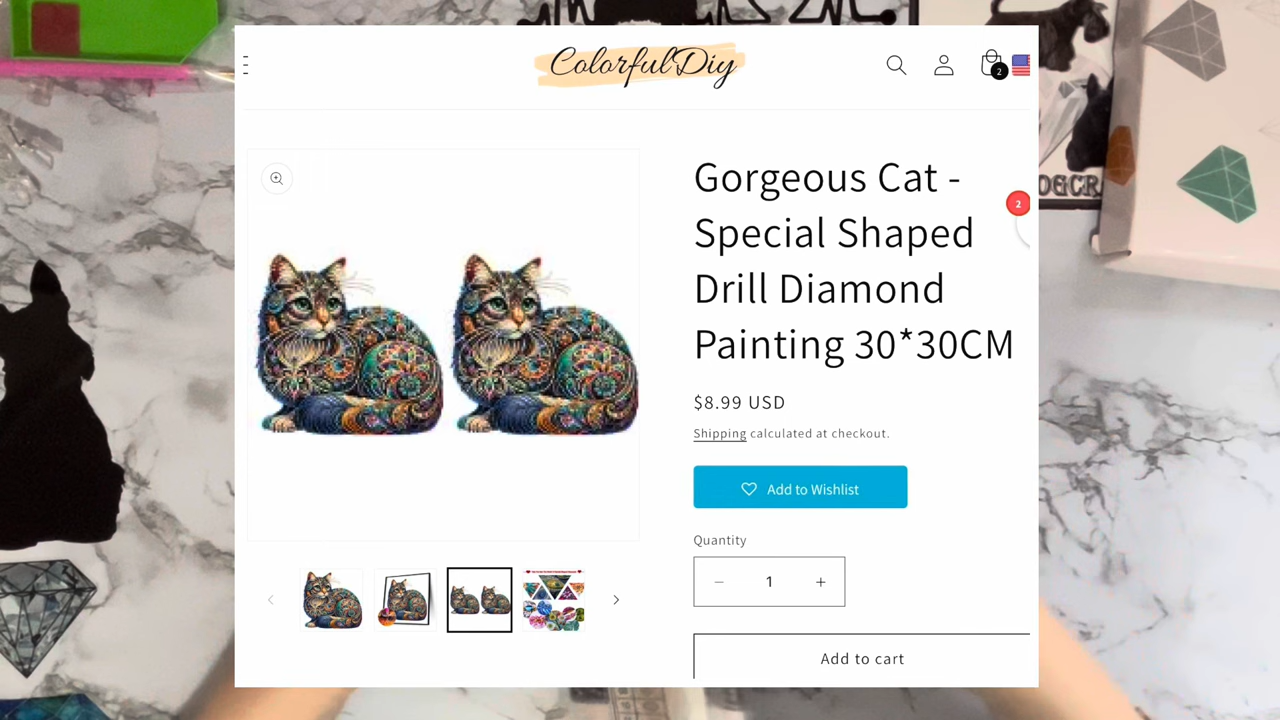 ColorfulDiy
2
Gorgeous Cat -
Special Shaped
Drill Diamond
Painting 30*30CM
2
$8.99 USD
Shipping calculated at checkout.
Add to Wishlist
Quantity
− 1 +
Add to cart